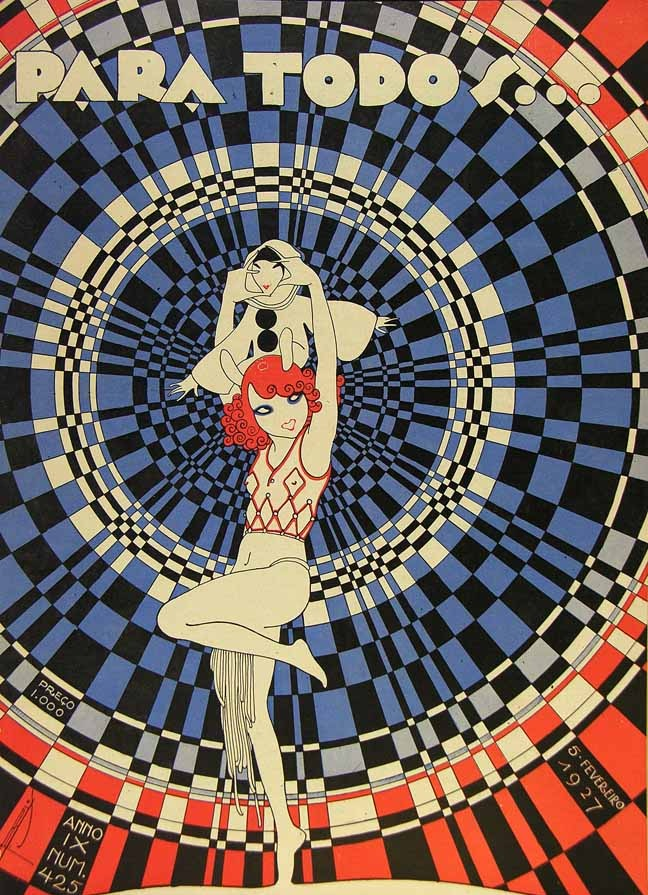 PARA TODOS...
PREÇO
1.000
5-FEVEREIRO
1927
ANNO
IX
NUM.
425